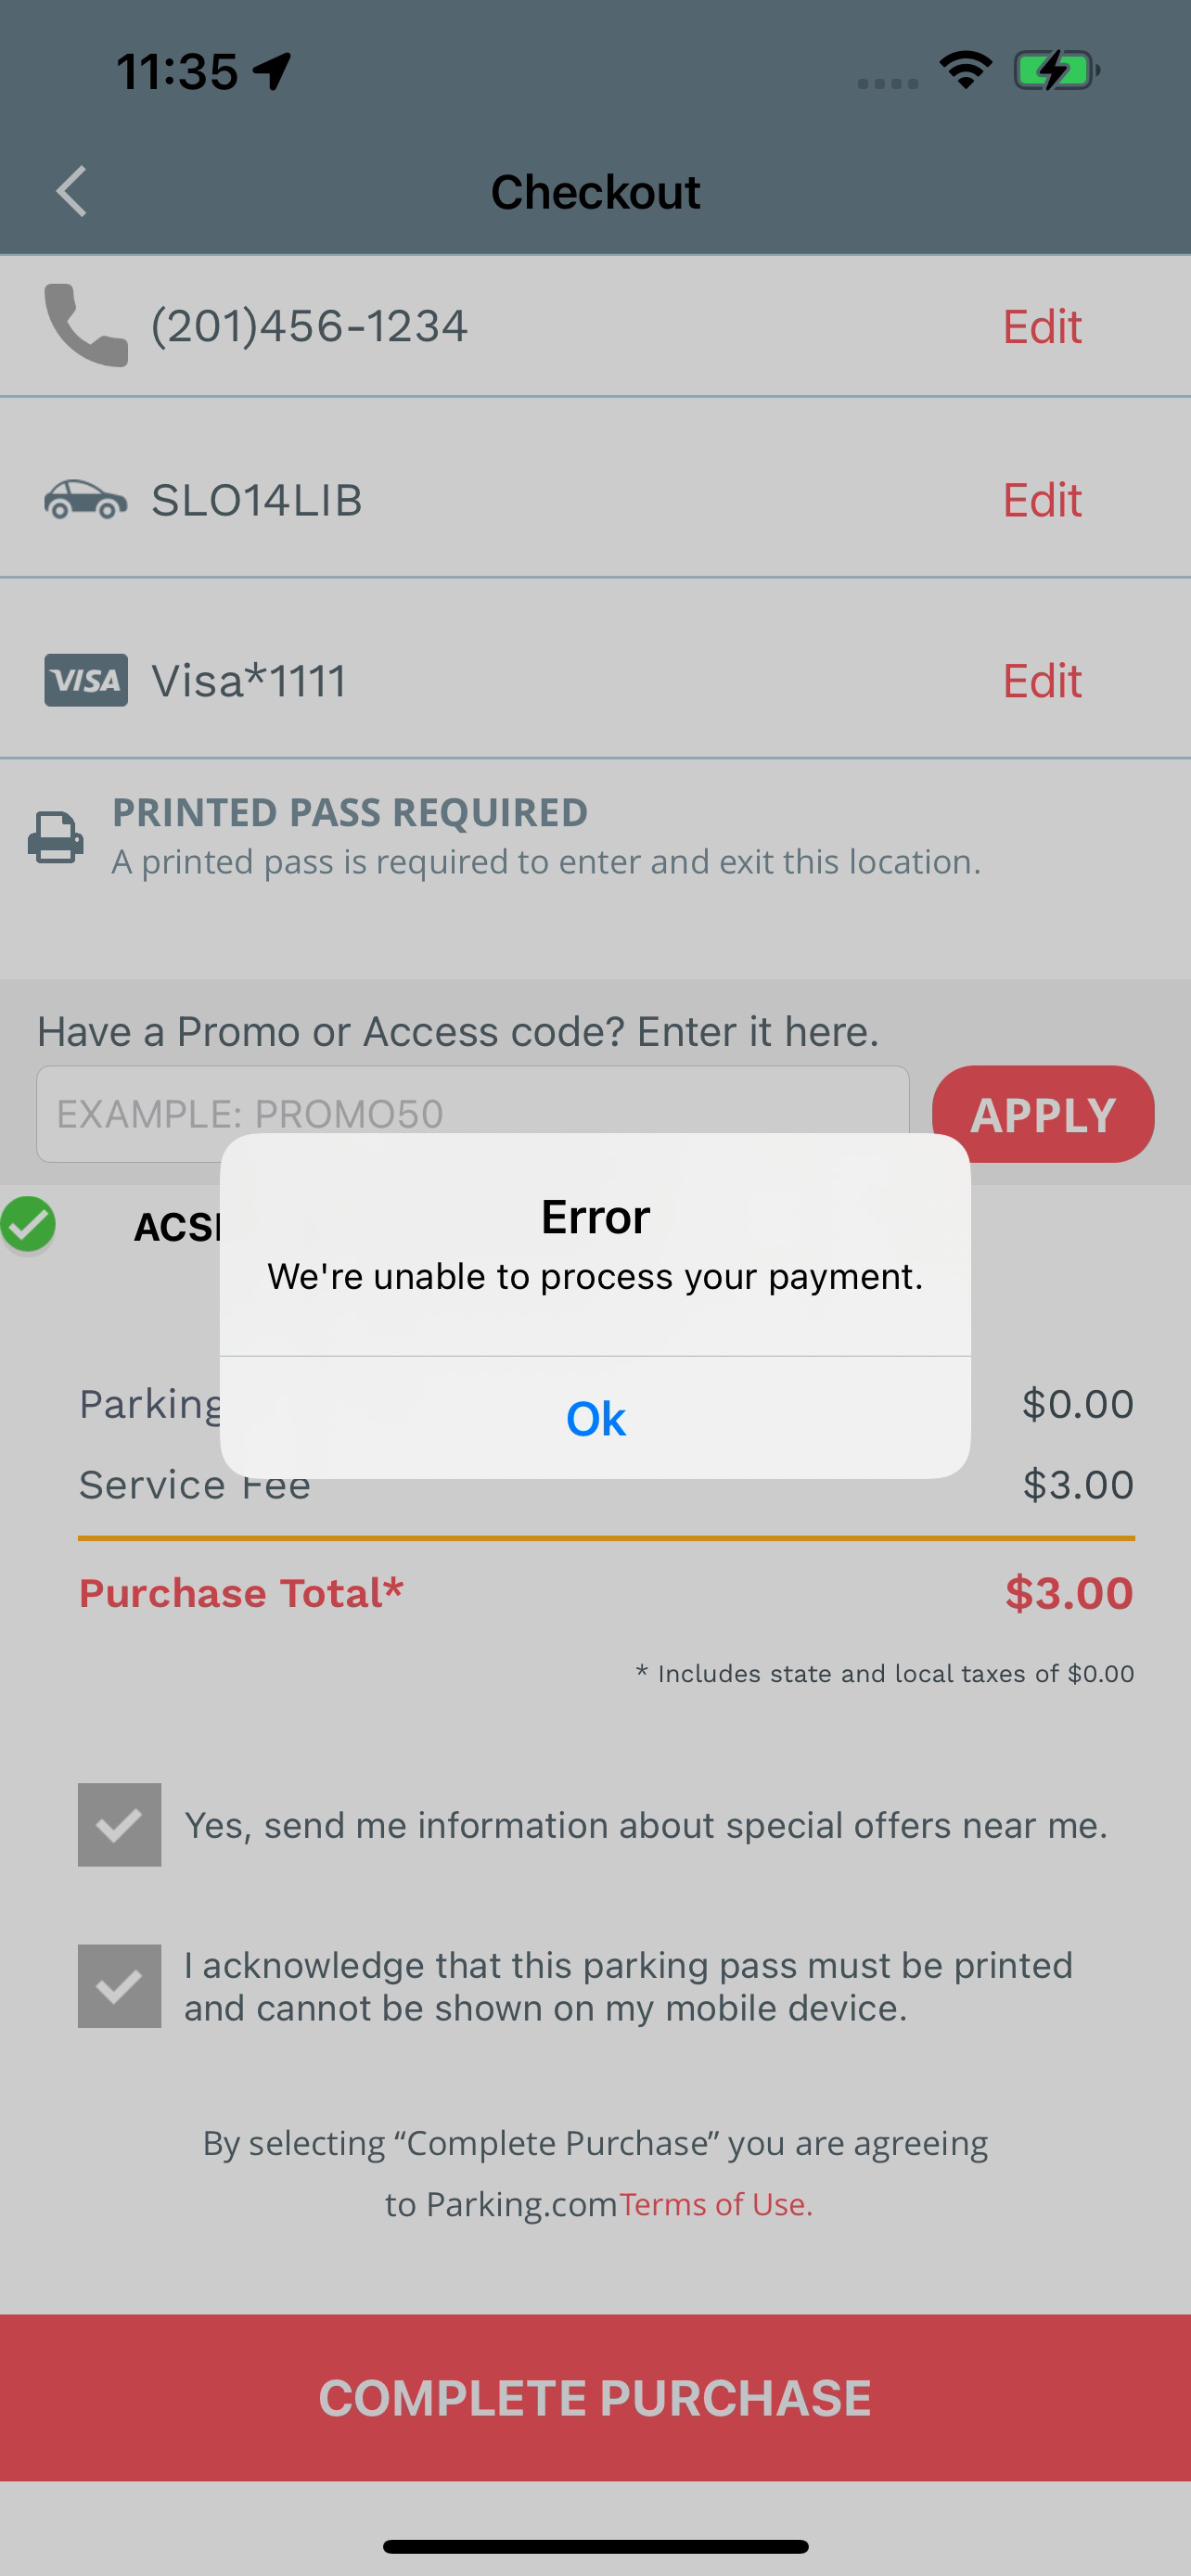 11:35
Checkout
(201)456-1234 Edit
SLO14LIB Edit
VISA Visa*1111 Edit
PRINTED PASS REQUIRED
A printed pass is required to enter and exit this location.
Have a Promo or Access code? Enter it here.
EXAMPLE: PROMO50 APPLY
Error
We're unable to process your payment.
Ok
Parking $0.00
Service Fee $3.00
Purchase Total* $3.00
* Includes state and local taxes of $0.00
Yes, send me information about special offers near me.
I acknowledge that this parking pass must be printed
and cannot be shown on my mobile device.
By selecting “Complete Purchase” you are agreeing
to Parking.comTerms of Use.
COMPLETE PURCHASE